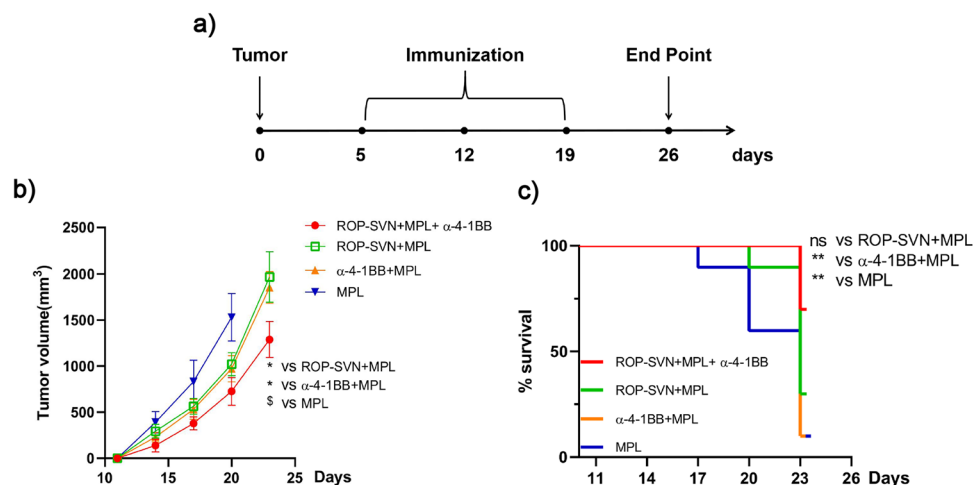 a)
Tumor Immunization End Point
0 5 12 19 26 days
b)
Tumor volume(mm³)
2500
2000
1500
1000
500
0
10 15 20 25 Days
ROP-SVN+MPL+ α-4-1BB
ROP-SVN+MPL
α-4-1BB+MPL
MPL
* vs ROP-SVN+MPL
* vs α-4-1BB+MPL
$ vs MPL
c)
% survival
100
50
0
11 14 17 20 23 26 Days
ns vs ROP-SVN+MPL
** vs α-4-1BB+MPL
** vs MPL
ROP-SVN+MPL+ α-4-1BB
ROP-SVN+MPL
α-4-1BB+MPL
MPL